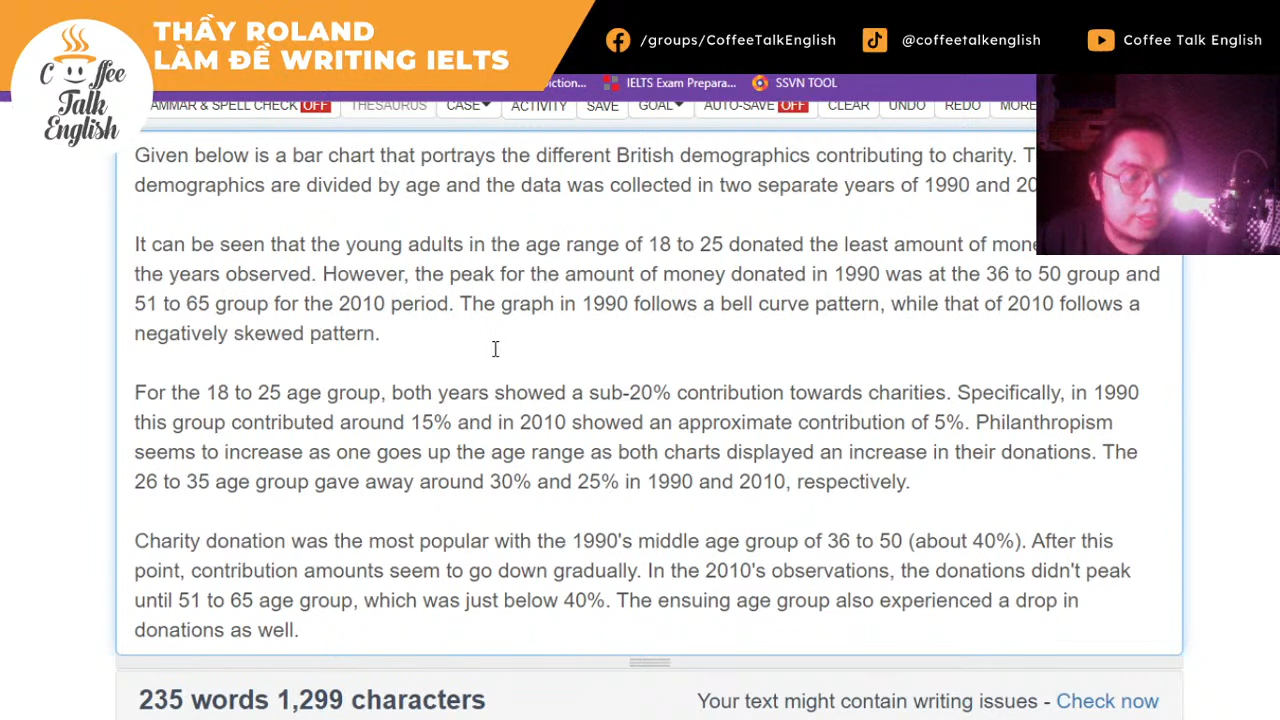 THẦY ROLAND
LÀM ĐỀ WRITING IELTS
Coffee
Talk
English
/groups/CoffeeTalkEnglish
@coffeetalkenglish
Coffee Talk English
iction...
IELTS Exam Prepara...
SSVN TOOL
AMMAR & SPELL CHECK OFF
THESAURUS
CASE
ACTIVITY
SAVE
GOAL
AUTO-SAVE OFF
CLEAR
UNDO
REDO
MORE
Given below is a bar chart that portrays the different British demographics contributing to charity. T
demographics are divided by age and the data was collected in two separate years of 1990 and 20
It can be seen that the young adults in the age range of 18 to 25 donated the least amount of mone
the years observed. However, the peak for the amount of money donated in 1990 was at the 36 to 50 group and
51 to 65 group for the 2010 period. The graph in 1990 follows a bell curve pattern, while that of 2010 follows a
negatively skewed pattern.
For the 18 to 25 age group, both years showed a sub-20% contribution towards charities. Specifically, in 1990
this group contributed around 15% and in 2010 showed an approximate contribution of 5%. Philanthropism
seems to increase as one goes up the age range as both charts displayed an increase in their donations. The
26 to 35 age group gave away around 30% and 25% in 1990 and 2010, respectively.
Charity donation was the most popular with the 1990's middle age group of 36 to 50 (about 40%). After this
point, contribution amounts seem to go down gradually. In the 2010's observations, the donations didn't peak
until 51 to 65 age group, which was just below 40%. The ensuing age group also experienced a drop in
donations as well.
235 words 1,299 characters
Your text might contain writing issues - Check now